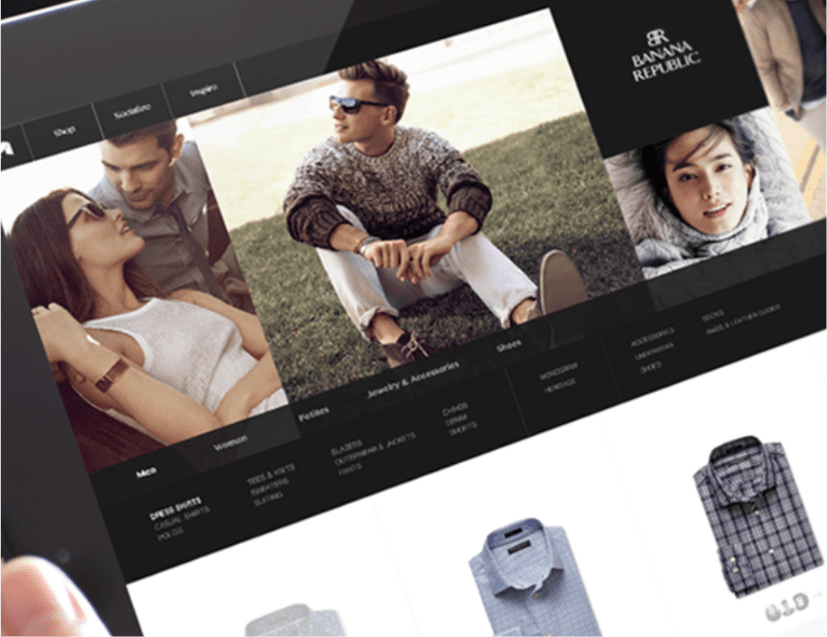 Shop
Socialize
Inspire
BR
BANANA
REPUBLIC
Men
Women
Petites
Jewelry & Accessories
Shoes
DRESS SHIRTS
CASUAL SHIRTS
POLOS
TEES & KNITS
SWEATERS
SUITING
BLAZERS
OUTERWEAR & JACKETS
PANTS
CHINOS
DENIM
SHORTS
MONOGRAM
HERITAGE
ACCESSORIES
UNDERWEAR
SHOES
SOCKS
BAGS & LEATHER GOODS